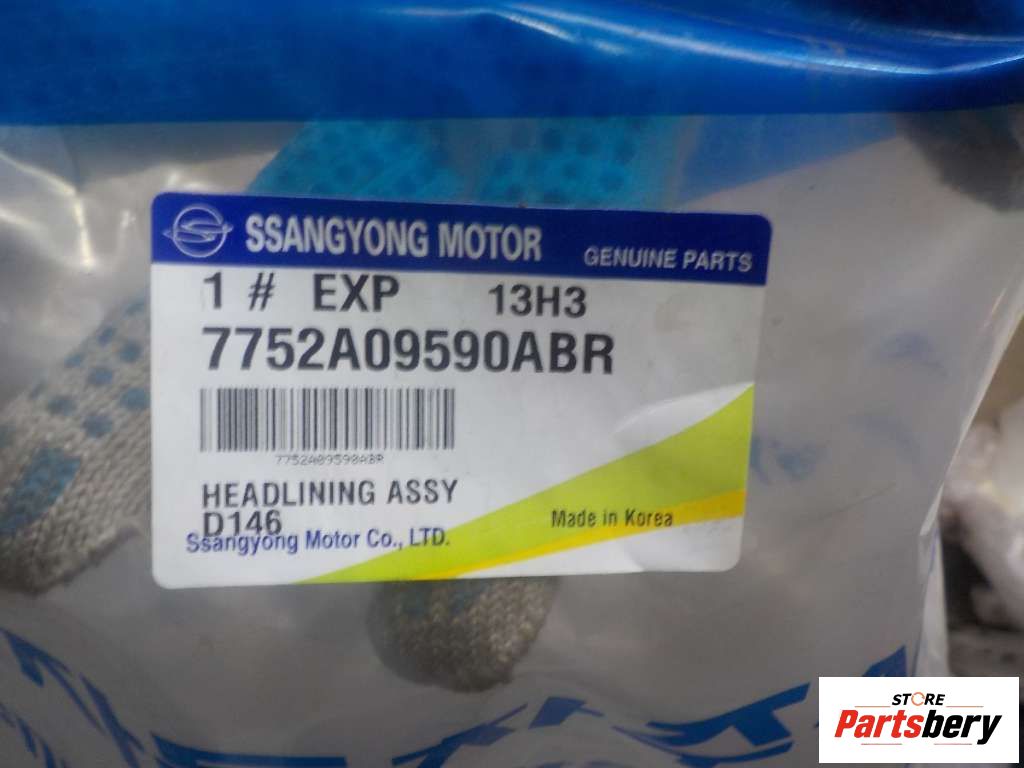 SSANGYONG MOTOR GENUINE PARTS
1 # EXP 13H3
7752A09590ABR
7752A09590ABR
HEADLINING ASSY
D146
Made in Korea
Ssangyong Motor Co., LTD.
STORE
Partsbery